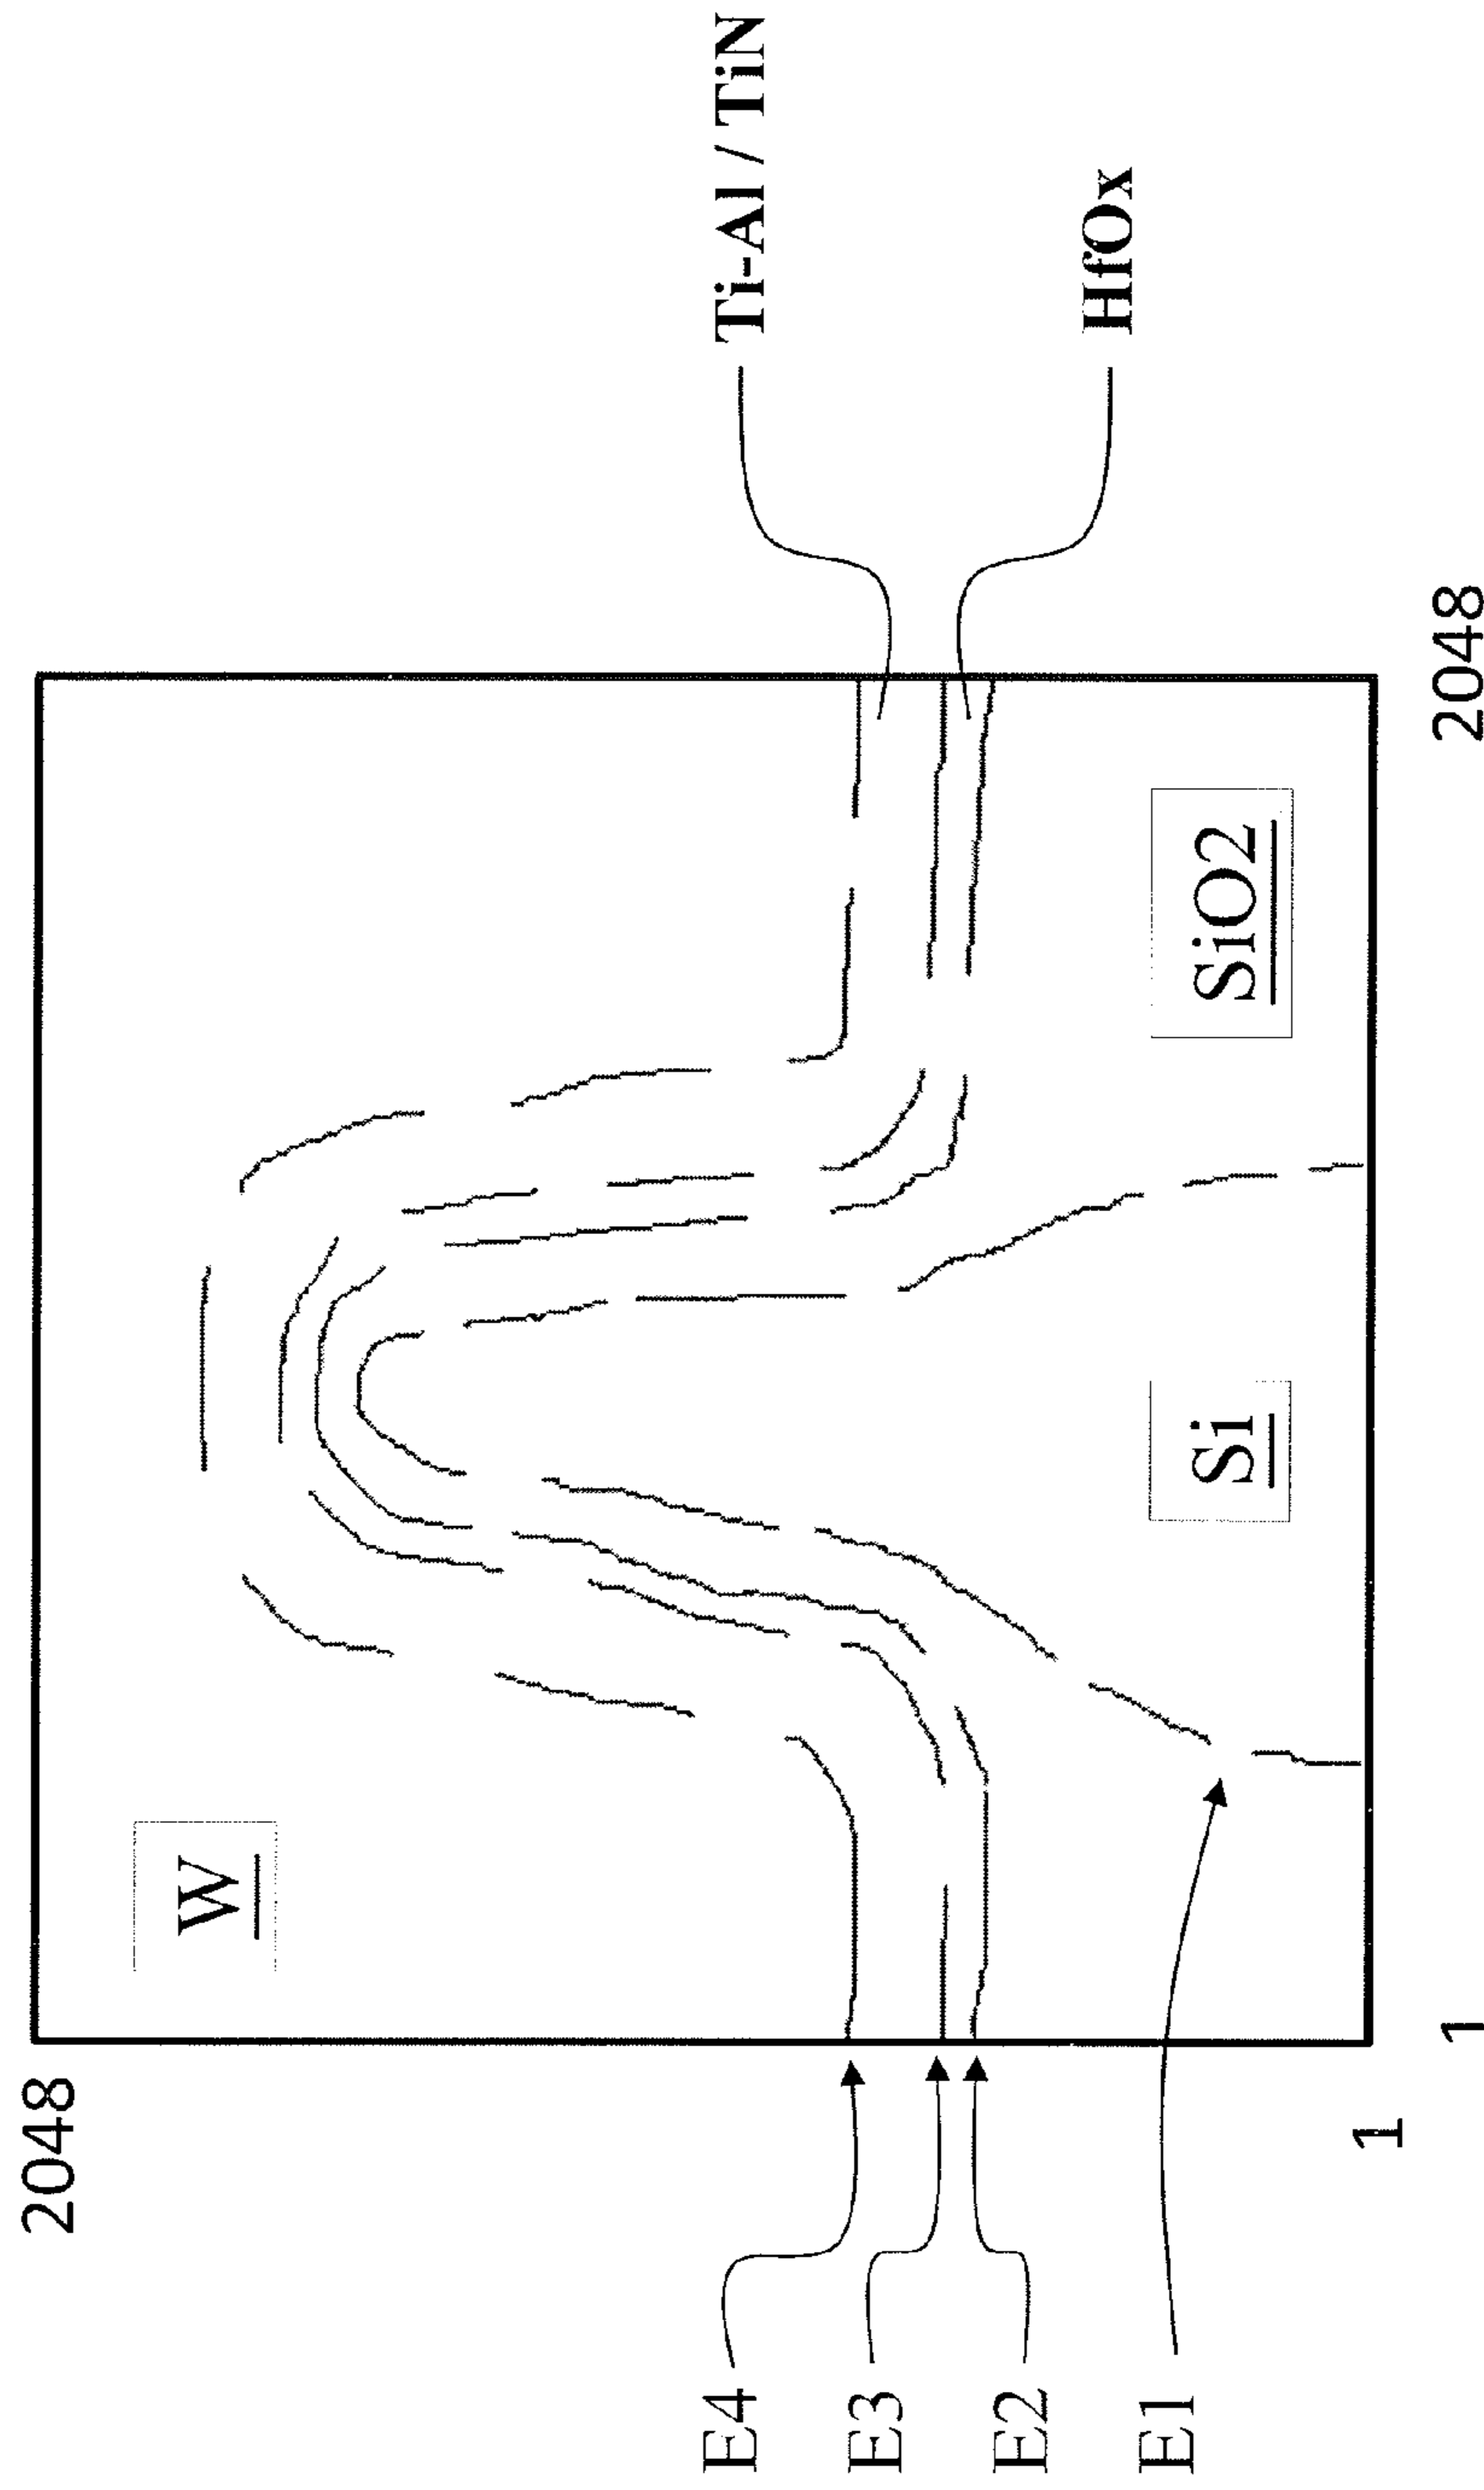 2048
W
E4
E3
E2
E1
Si
SiO2
Ti-Al / TiN
HfOx
1
1
2048